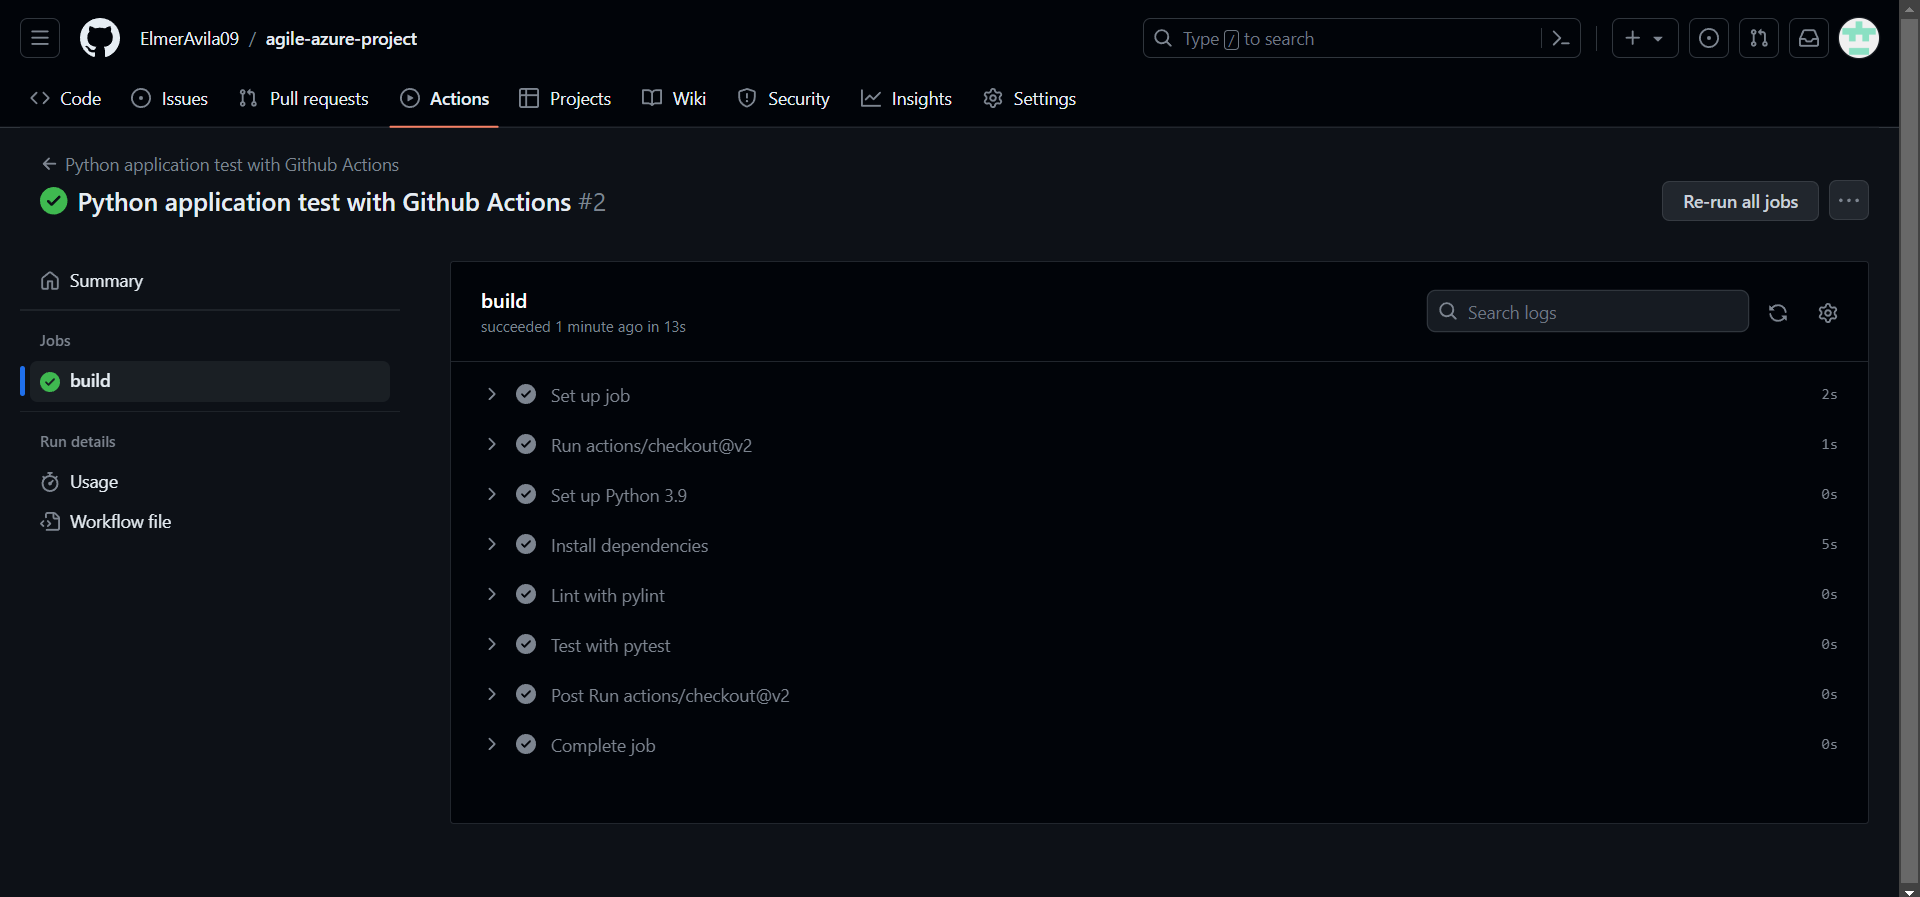 ElmerAvila09 / agile-azure-project
Type / to search
Code Issues Pull requests Actions Projects Wiki Security Insights Settings
Python application test with Github Actions
Python application test with Github Actions #2
Re-run all jobs
Summary
Jobs
build
Run details
Usage
Workflow file
build
succeeded 1 minute ago in 13s
Search logs
Set up job 2s
Run actions/checkout@v2 1s
Set up Python 3.9 0s
Install dependencies 5s
Lint with pylint 0s
Test with pytest 0s
Post Run actions/checkout@v2 0s
Complete job 0s